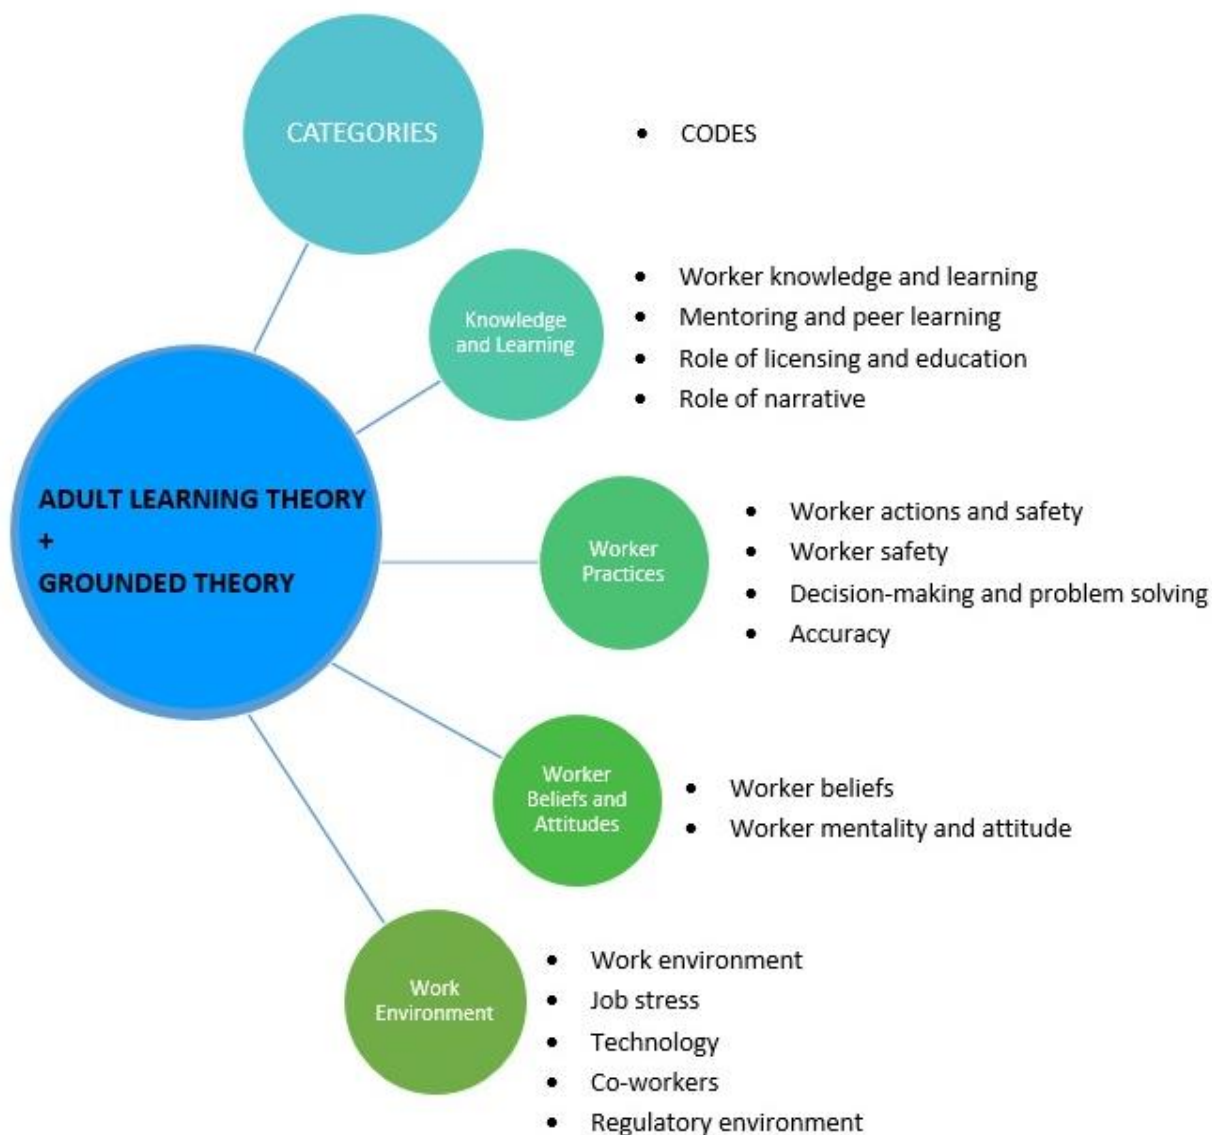 CATEGORIES
• CODES
Knowledge
and Learning
• Worker knowledge and learning
• Mentoring and peer learning
• Role of licensing and education
• Role of narrative
ADULT LEARNING THEORY
+
GROUNDED THEORY
Worker
Practices
• Worker actions and safety
• Worker safety
• Decision-making and problem solving
• Accuracy
Worker
Beliefs and
Attitudes
• Worker beliefs
• Worker mentality and attitude
Work
Environment
• Work environment
• Job stress
• Technology
• Co-workers
• Regulatory environment